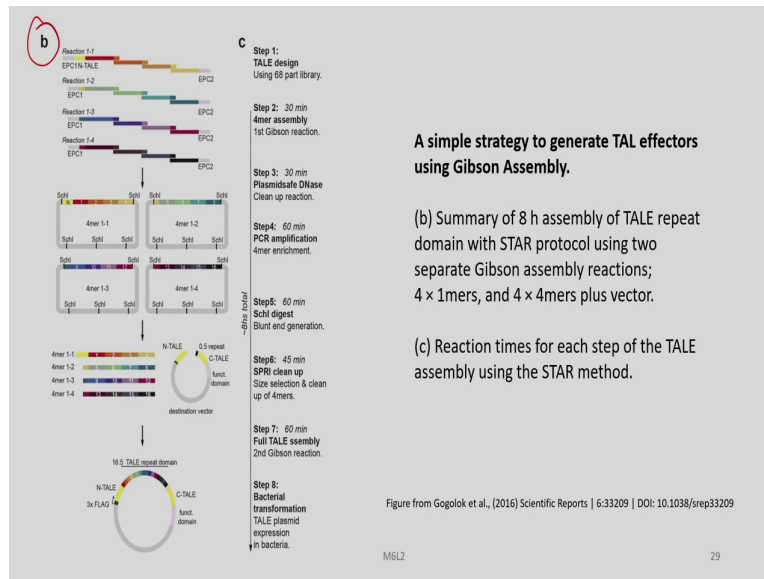 b
Reaction 1-1
EPC1 N-TALE
EPC2
Reaction 1-2
EPC1
EPC2
Reaction 1-3
EPC1
EPC2
Reaction 1-4
EPC1
EPC2
SchI SchI SchI SchI
4mer 1-1 4mer 1-2
SchI SchI SchI SchI SchI SchI
4mer 1-3 4mer 1-4
SchI SchI SchI SchI SchI SchI
4mer 1-1
4mer 1-2
4mer 1-3
4mer 1-4
N-TALE 0.5 repeat
C-TALE
funct.
domain
destination vector
16.5 TALE repeat domain
N-TALE
C-TALE
3x FLAG
funct.
domain
c
Step 1:
TALE design
Using 68 part library.
Step 2: 30 min
4mer assembly
1st Gibson reaction.
Step 3: 30 min
Plasmidsafe DNase
Clean up reaction.
Step4: 60 min
PCR amplification
4mer enrichment.
Step5: 60 min
SchI digest
Blunt end generation.
Step6: 45 min
SPRI clean up
Size selection & clean
up of 4mers.
Step 7: 60 min
Full TALE ssembly
2nd Gibson reaction.
Step 8:
Bacterial
transformation
TALE plasmid
expression
in bacteria.
~8hs total
A simple strategy to generate TAL effectors
using Gibson Assembly.
(b) Summary of 8 h assembly of TALE repeat
domain with STAR protocol using two
separate Gibson assembly reactions;
4 × 1mers, and 4 × 4mers plus vector.
(c) Reaction times for each step of the TALE
assembly using the STAR method.
Figure from Gogolok et al., (2016) Scientific Reports | 6:33209 | DOI: 10.1038/srep33209
M6L2
29